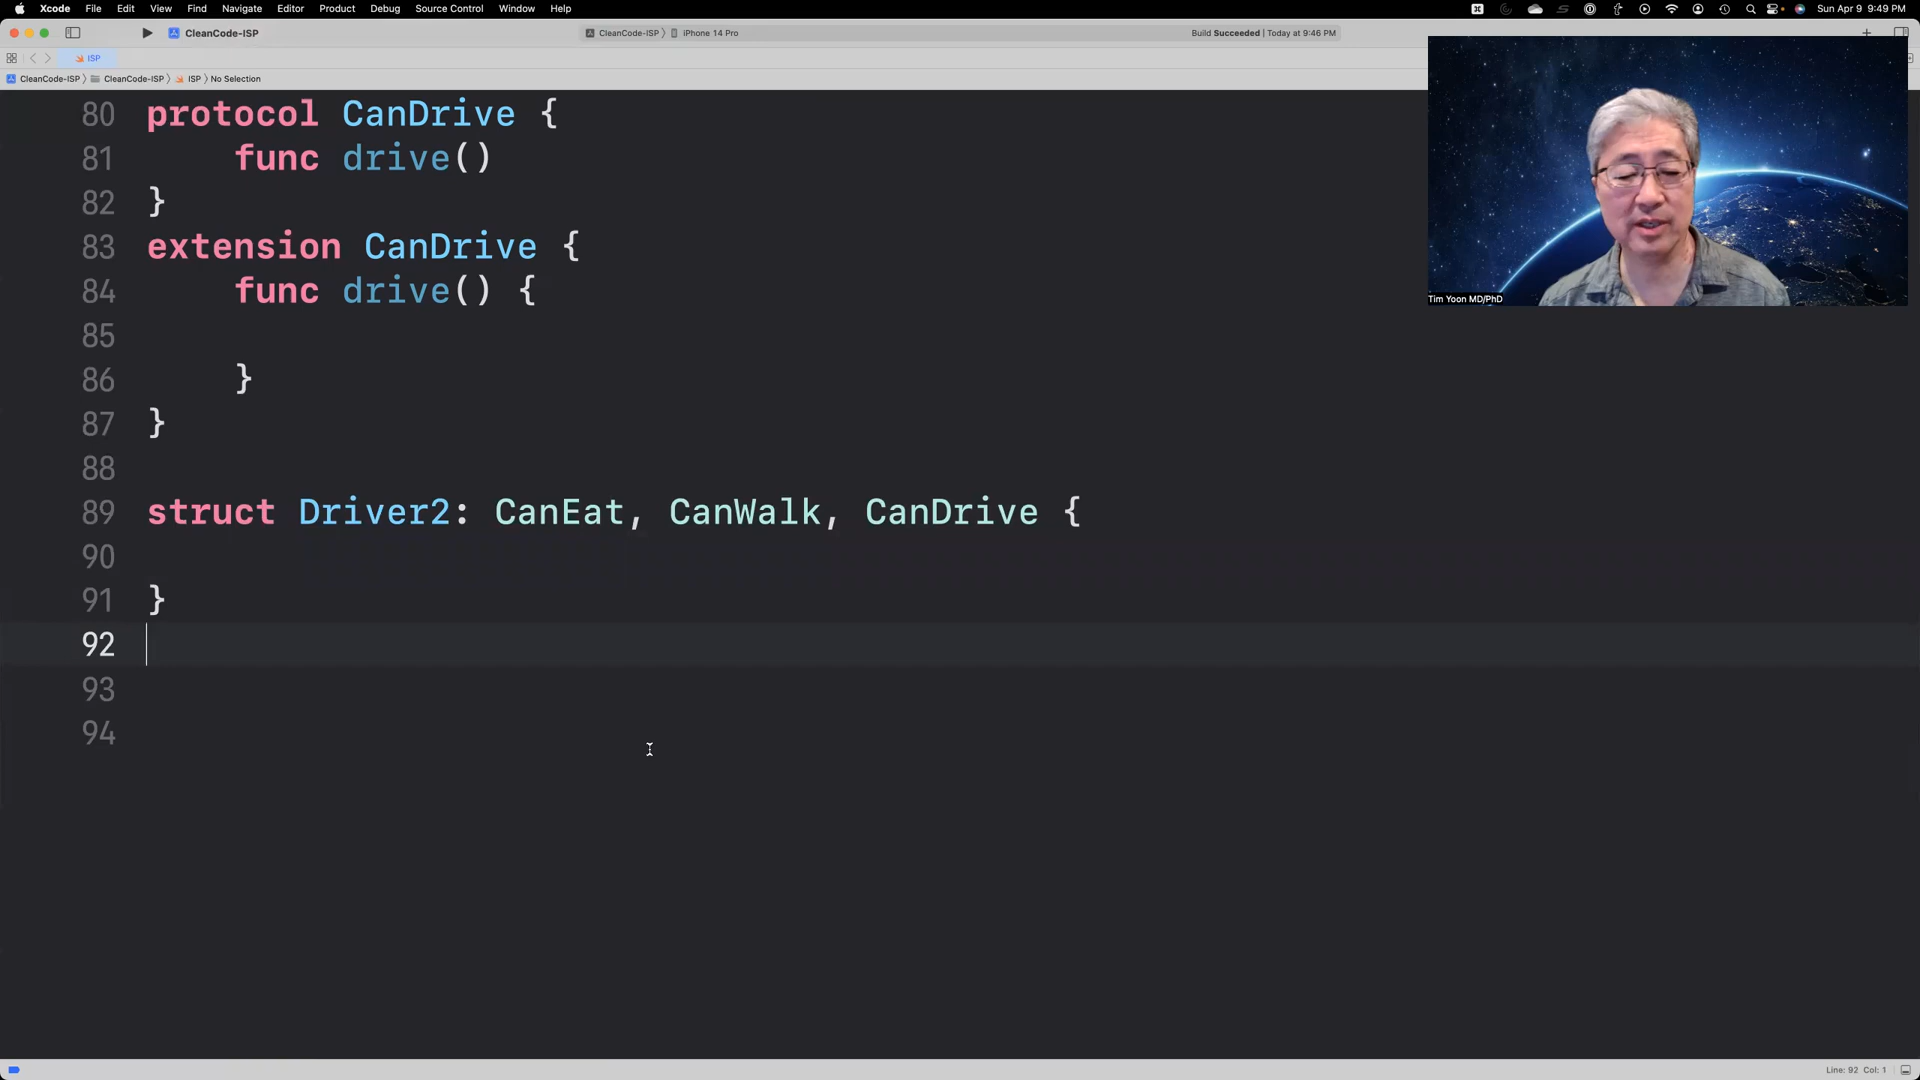 Xcode File Edit View Find Navigate Editor Product Debug Source Control Window Help Sun Apr 9 9:49 PM
CleanCode-ISP CleanCode-ISP iPhone 14 Pro Build Succeeded | Today at 9:46 PM
ISP
CleanCode-ISP CleanCode-ISP ISP No Selection
80 protocol CanDrive {
81 func drive()
82 }
83 extension CanDrive {
84 func drive() {
85
86 }
87 }
88
89 struct Driver2: CanEat, CanWalk, CanDrive {
90
91 }
92
93
94
Tim Yoon MD/PhD
Line: 92 Col: 1